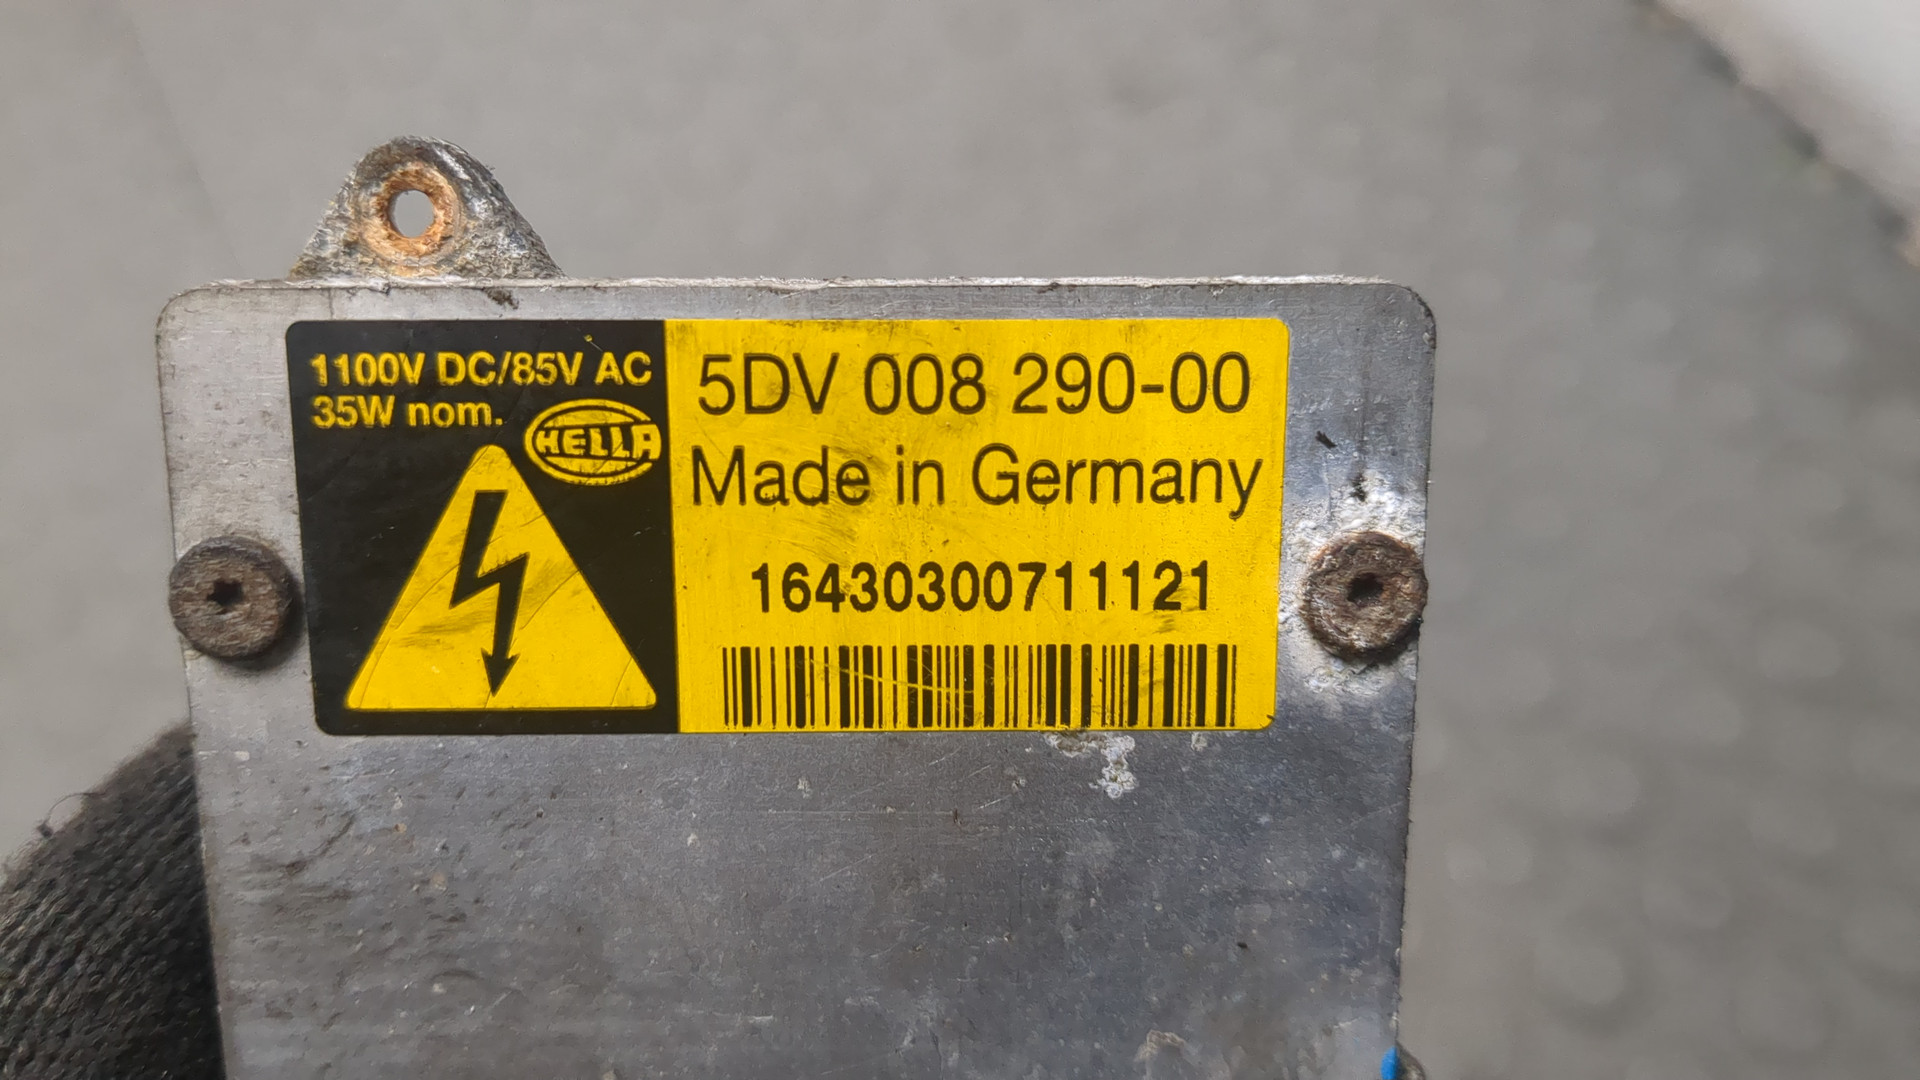 1100V DC/85V AC
35W nom.
HELLA
5DV 008 290-00
Made in Germany
16430300711121